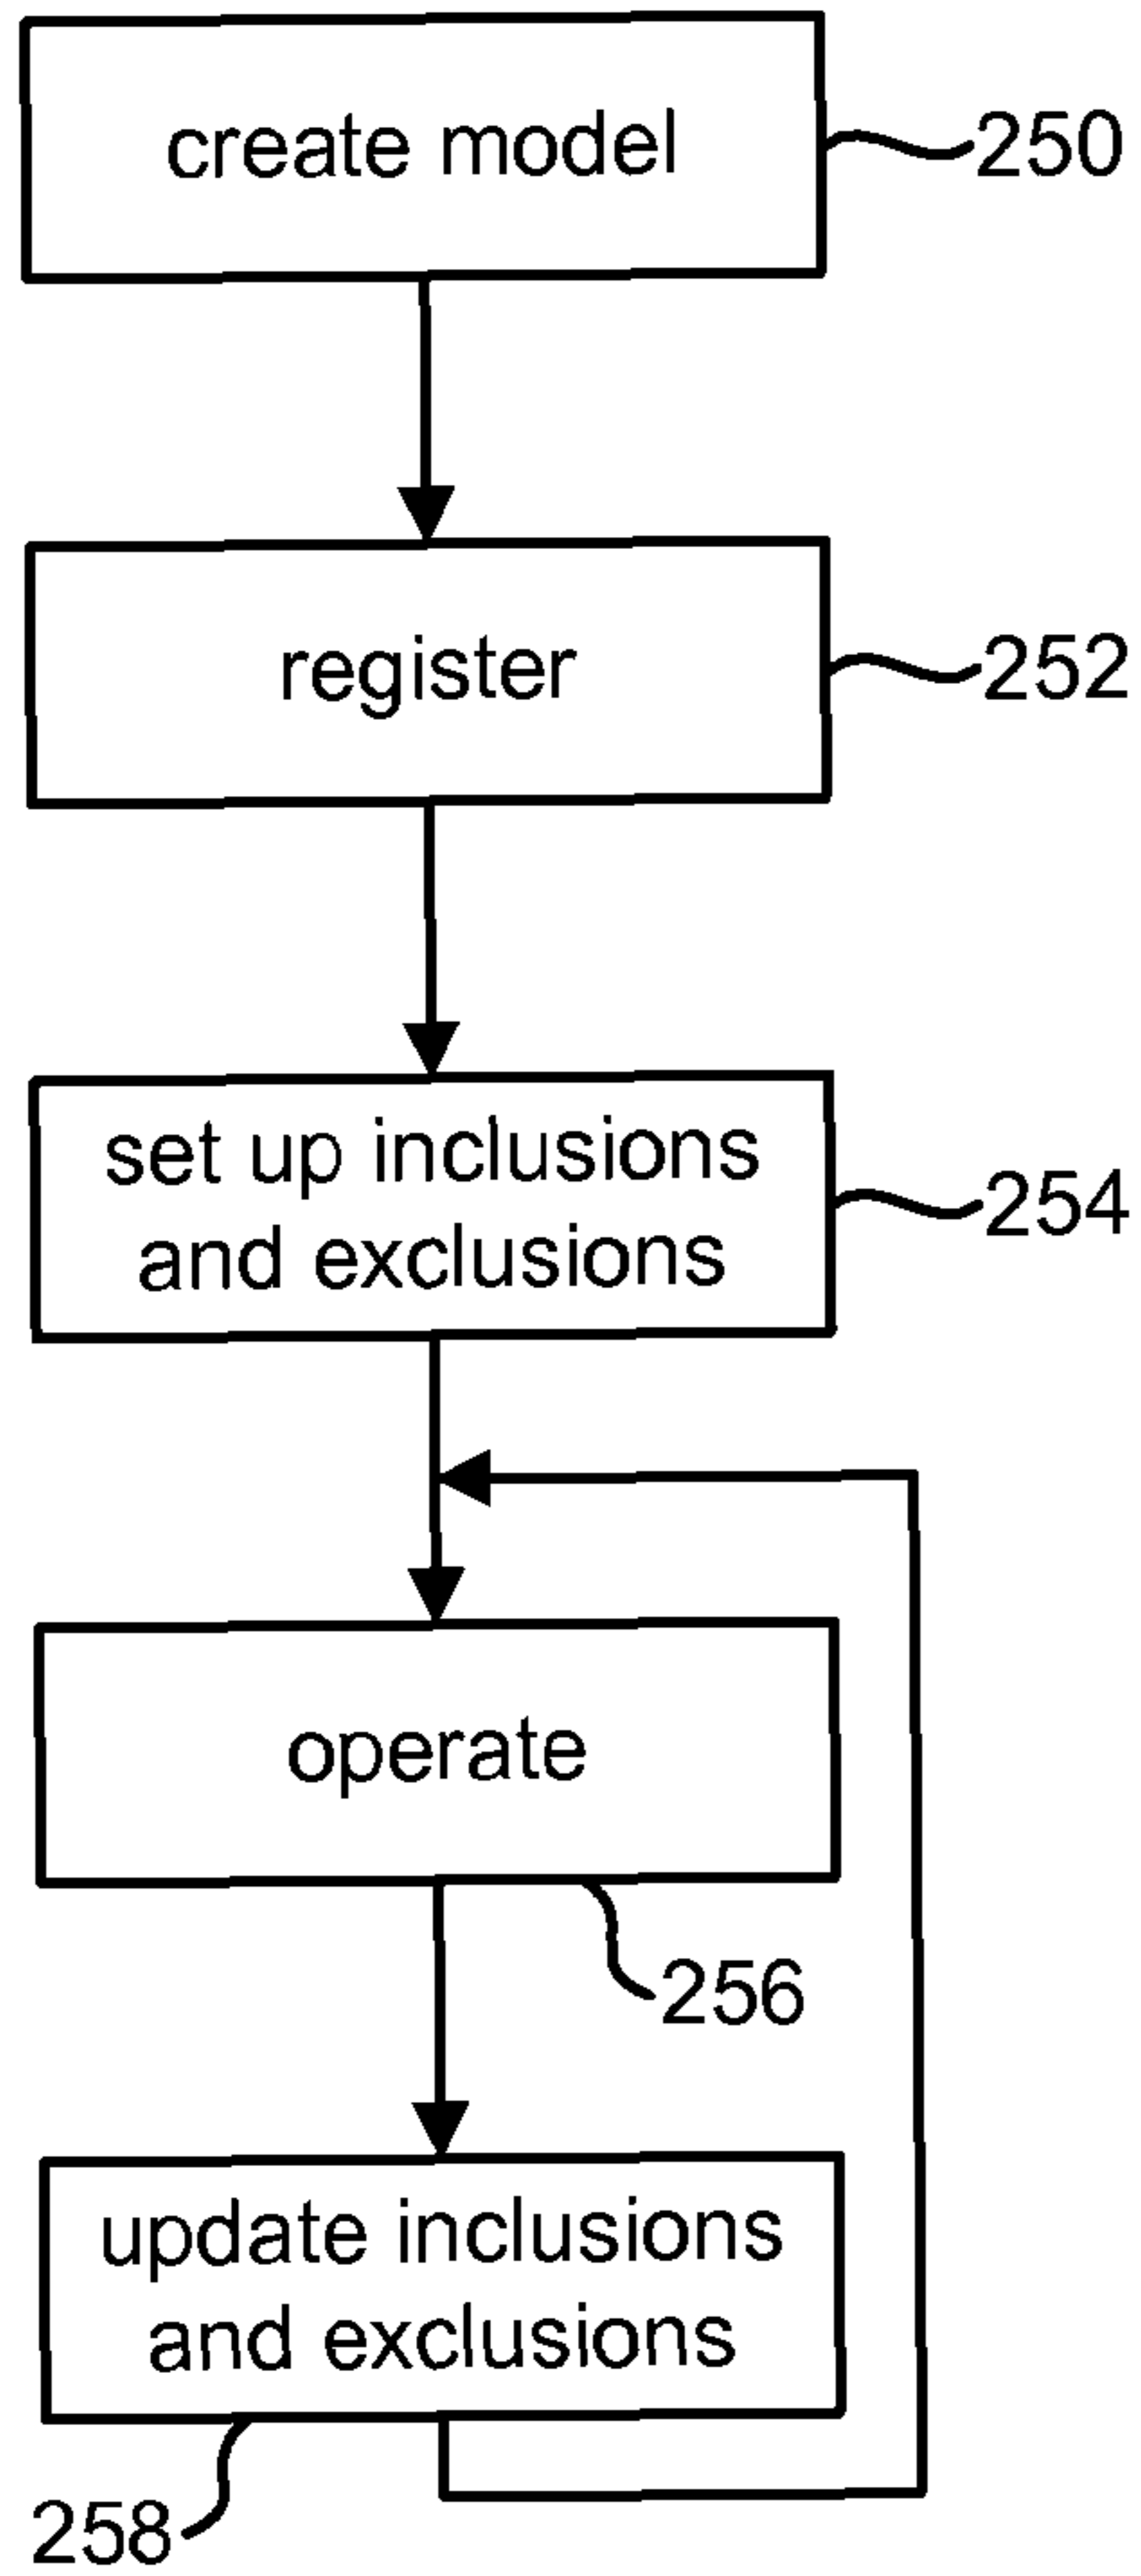 create model
250
register
252
set up inclusions
and exclusions
254
operate
256
update inclusions
and exclusions
258